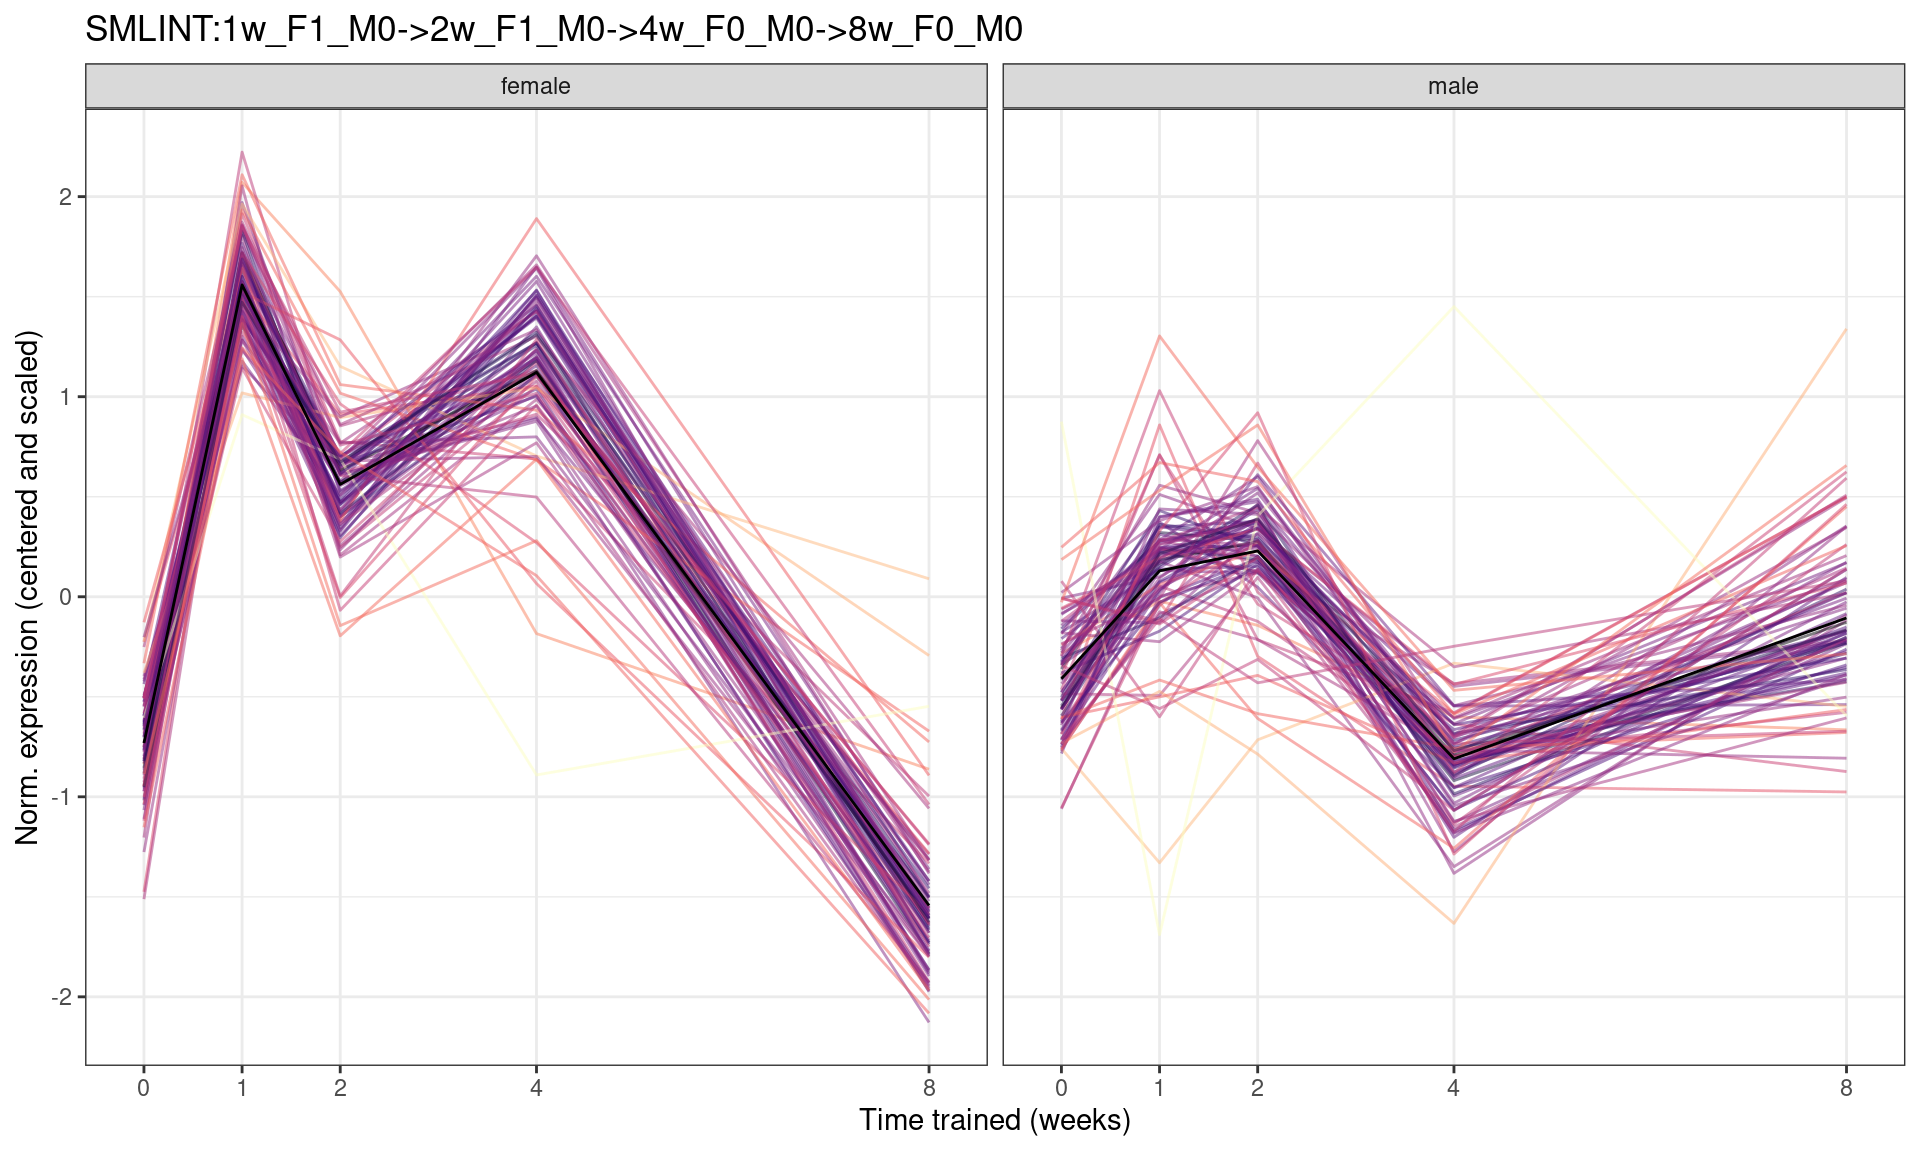 SMLINT:1w_F1_M0->2w_F1_M0->4w_F0_M0->8w_F0_M0
female
male
Norm. expression (centered and scaled)
2
1
0
-1
-2
0 1 2 4 8
0 1 2 4 8
Time trained (weeks)